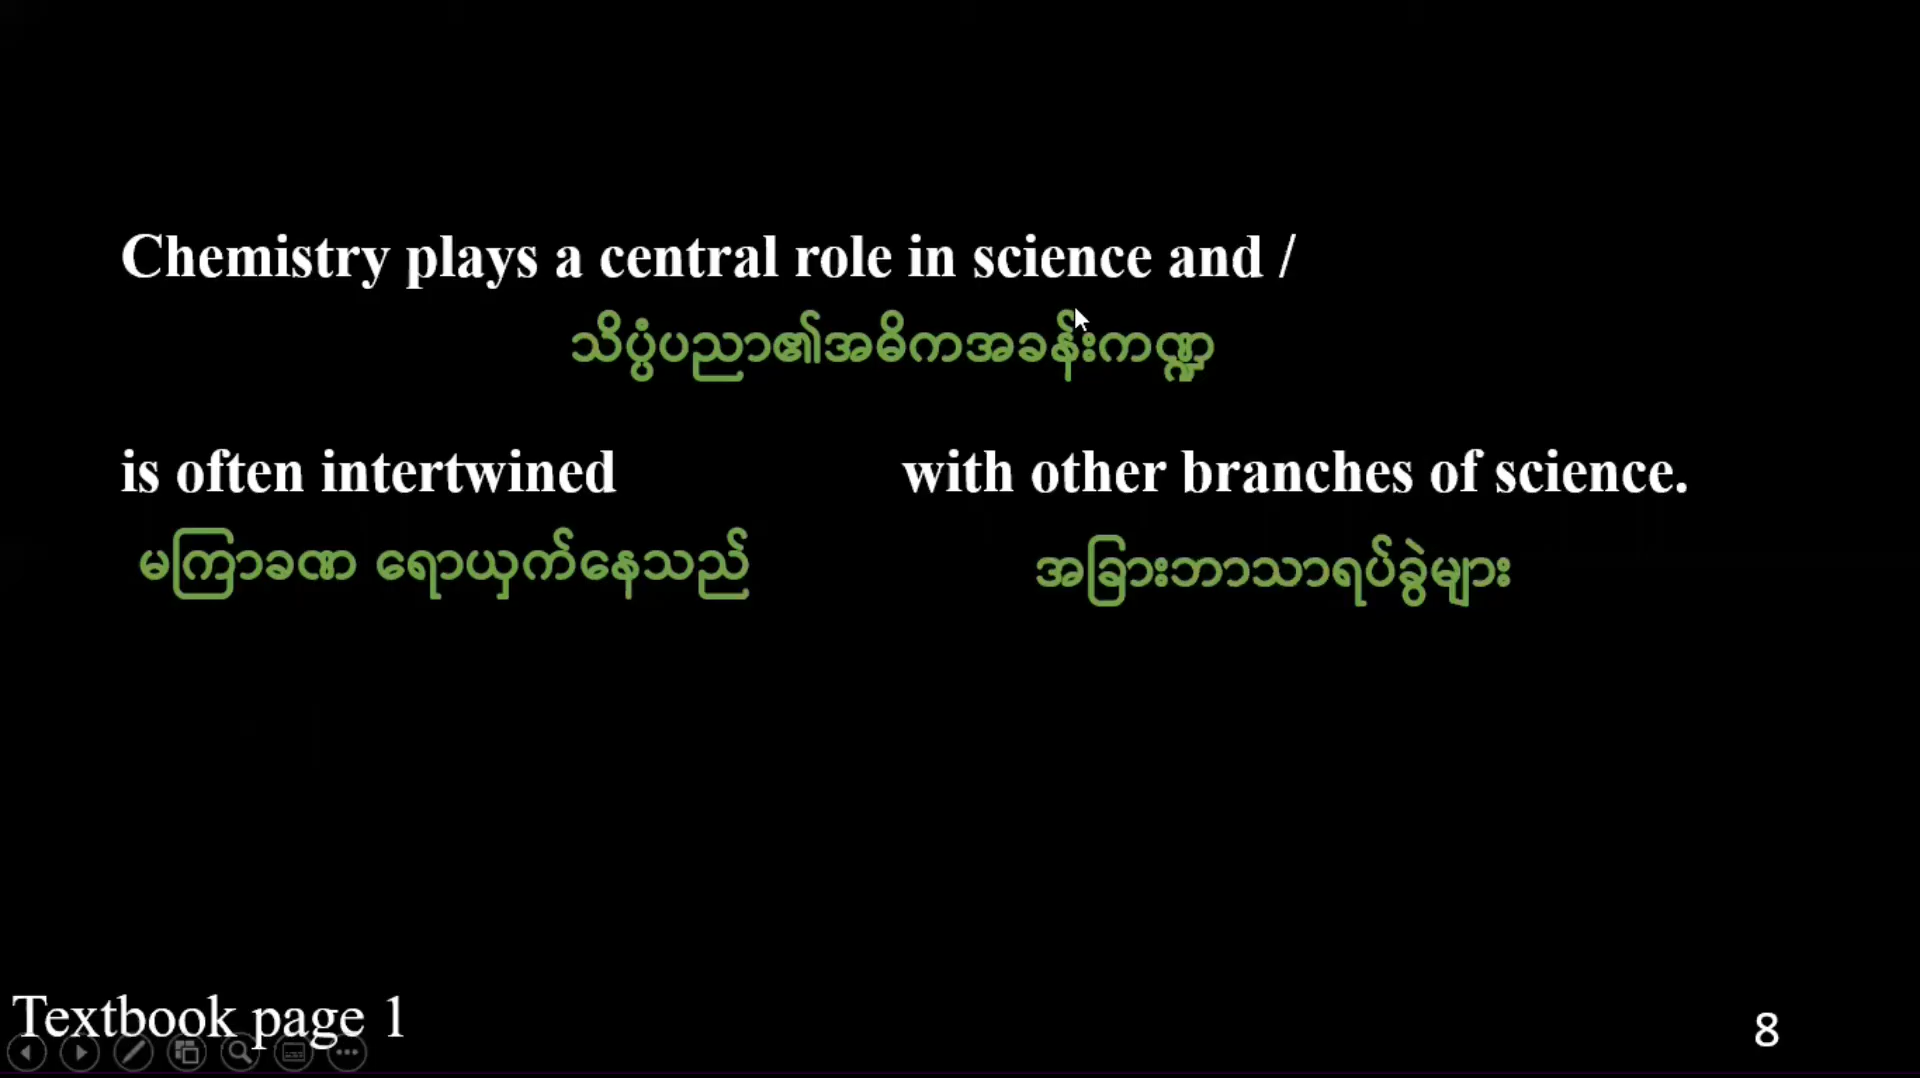 Chemistry plays a central role in science and /
သိပ္ပံပညာ၏အဓိကအခန်းကဏ္ဍ
is often intertwined with other branches of science.
မကြာခဏ ရောယှက်နေသည် အခြားဘာသာရပ်ခွဲများ
Textbook page 1
8